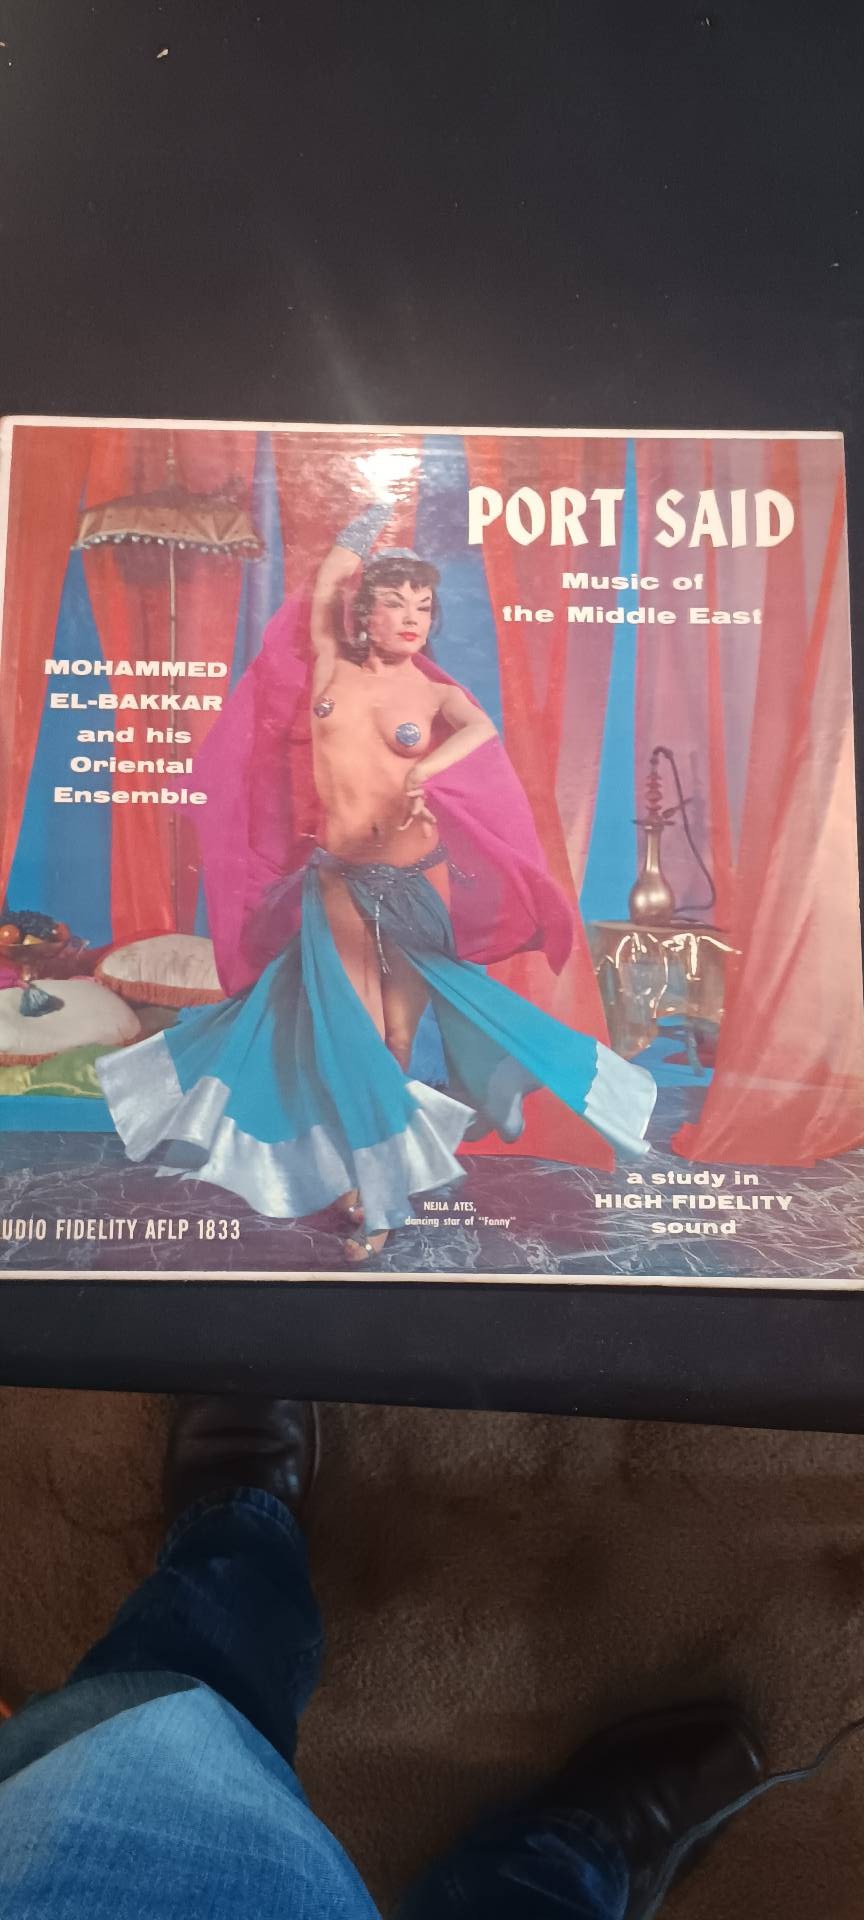 PORT SAID
Music of
the Middle East
MOHAMMED
EL-BAKKAR
and his
Oriental
Ensemble
NEJLA ATES,
dancing star of "Fanny"
a study in
HIGH FIDELITY
sound
UDIO FIDELITY AFLP 1833